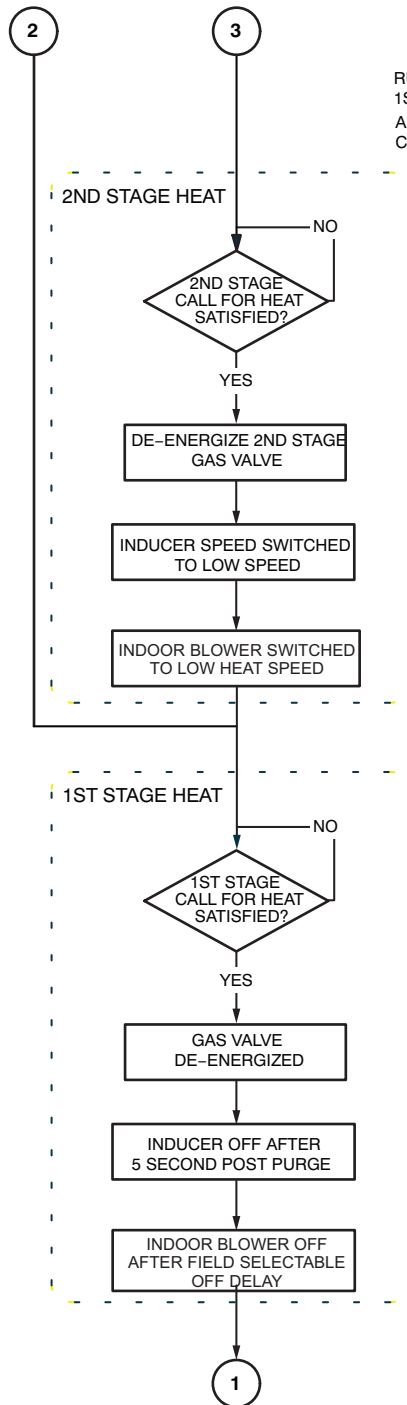 2
3
2ND STAGE HEAT
NO
2ND STAGE
CALL FOR HEAT
SATISFIED?
YES
DE–ENERGIZE 2ND STAGE
GAS VALVE
INDUCER SPEED SWITCHED
TO LOW SPEED
INDOOR BLOWER SWITCHED
TO LOW HEAT SPEED
1ST STAGE HEAT
NO
1ST STAGE
CALL FOR HEAT
SATISFIED?
YES
GAS VALVE
DE–ENERGIZED
INDUCER OFF AFTER
5 SECOND POST PURGE
INDOOR BLOWER OFF
AFTER FIELD SELECTABLE
OFF DELAY
1